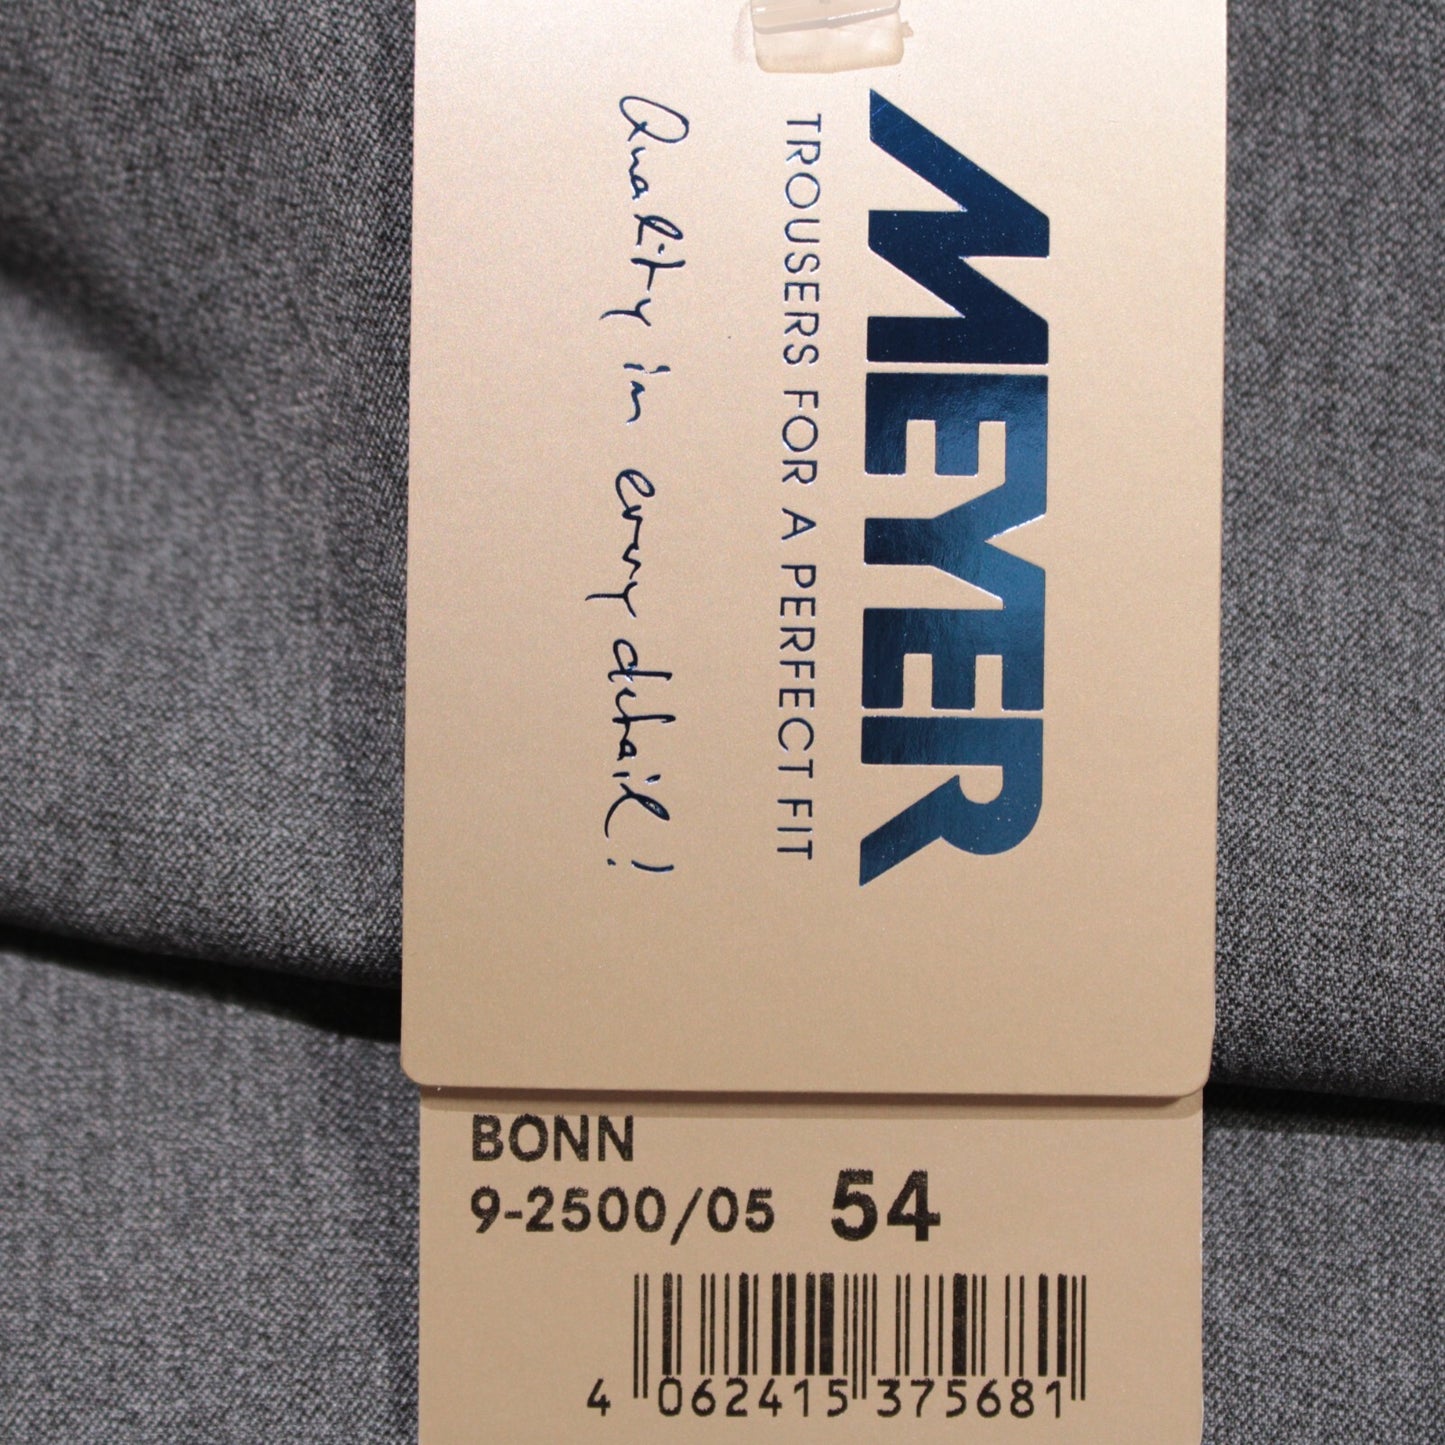 MEYER
TROUSERS FOR A PERFECT FIT
Quality in every detail!
BONN
9-2500/05 54
4 062415 375681